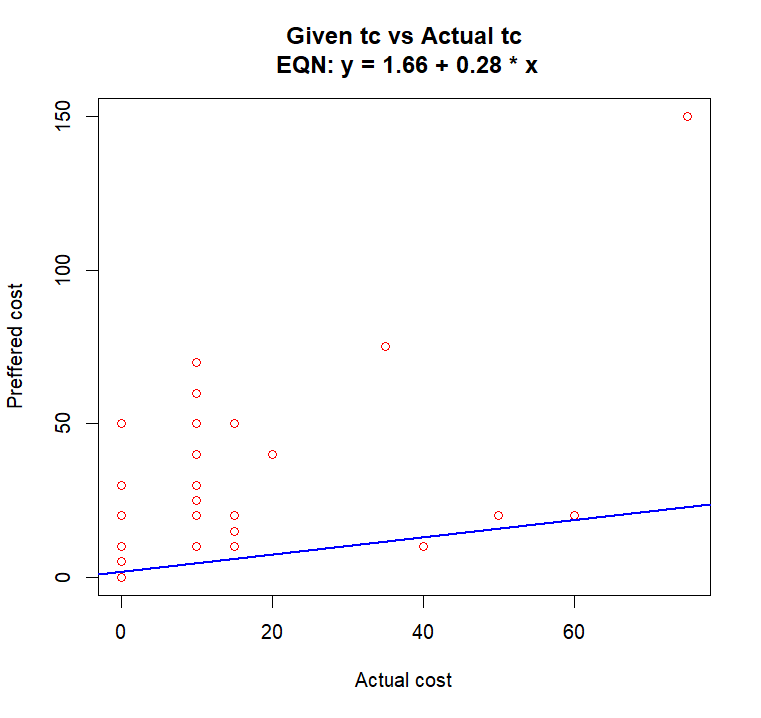 Given tc vs Actual tc
EQN: y = 1.66 + 0.28 * x
150
100
50
0
Preffered cost
0 20 40 60
Actual cost